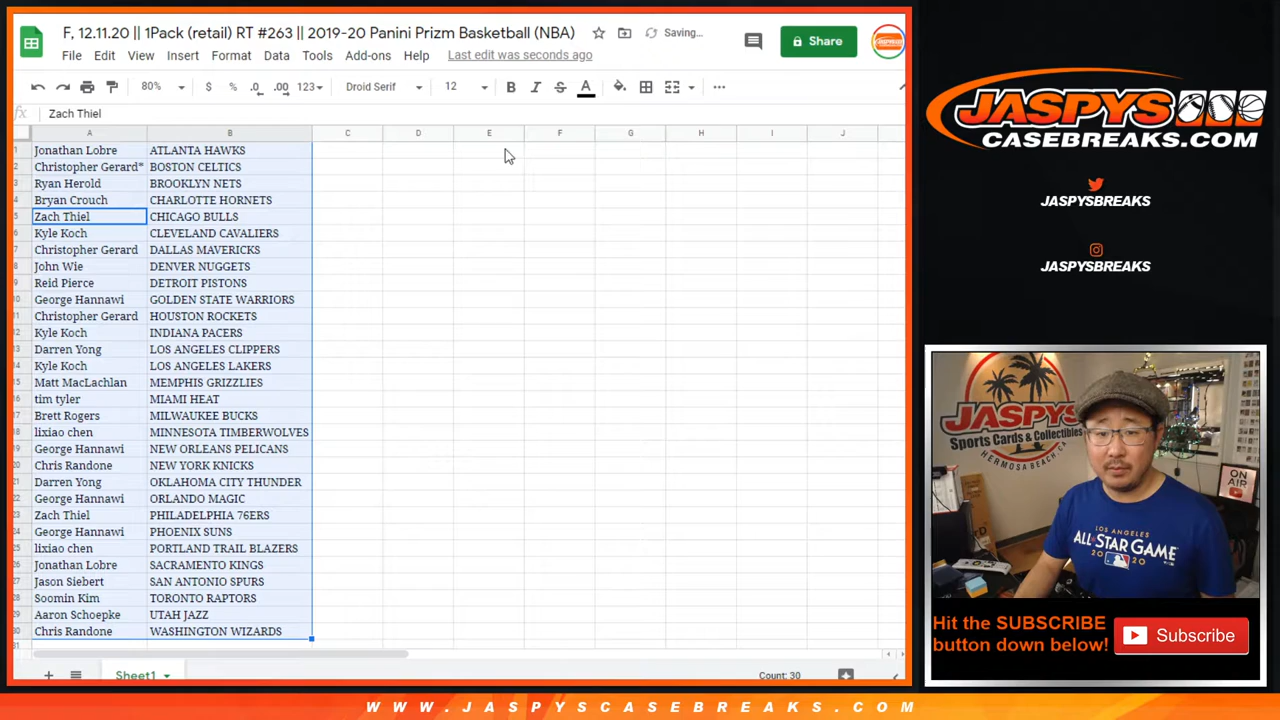 F, 12.11.20 || 1Pack (retail) RT #263 || 2019-20 Panini Prizm Basketball (NBA) Saving...
File Edit View Insert Format Data Tools Add-ons Help Last edit was seconds ago
Share
80% $ % .0 .00 123 Droid Serif 12 B I S A
fx Zach Thiel
A B C D E F G H I J
1 Jonathan Lobre ATLANTA HAWKS
2 Christopher Gerard* BOSTON CELTICS
3 Ryan Herold BROOKLYN NETS
4 Bryan Crouch CHARLOTTE HORNETS
5 Zach Thiel CHICAGO BULLS
6 Kyle Koch CLEVELAND CAVALIERS
7 Christopher Gerard DALLAS MAVERICKS
8 John Wie DENVER NUGGETS
9 Reid Pierce DETROIT PISTONS
10 George Hannawi GOLDEN STATE WARRIORS
11 Christopher Gerard HOUSTON ROCKETS
12 Kyle Koch INDIANA PACERS
13 Darren Yong LOS ANGELES CLIPPERS
14 Kyle Koch LOS ANGELES LAKERS
15 Matt MacLachlan MEMPHIS GRIZZLIES
16 tim tyler MIAMI HEAT
17 Brett Rogers MILWAUKEE BUCKS
18 lixiao chen MINNESOTA TIMBERWOLVES
19 George Hannawi NEW ORLEANS PELICANS
20 Chris Randone NEW YORK KNICKS
21 Darren Yong OKLAHOMA CITY THUNDER
22 George Hannawi ORLANDO MAGIC
23 Zach Thiel PHILADELPHIA 76ERS
24 George Hannawi PHOENIX SUNS
25 lixiao chen PORTLAND TRAIL BLAZERS
26 Jonathan Lobre SACRAMENTO KINGS
27 Jason Siebert SAN ANTONIO SPURS
28 Soomin Kim TORONTO RAPTORS
29 Aaron Schoepke UTAH JAZZ
30 Chris Randone WASHINGTON WIZARDS
31
Sheet1 Count: 30
JASPYS
CASEBREAKS.COM
JASPYSBREAKS
JASPYSBREAKS
JASPYS
Sports Cards & Collectibles
HERMOSA BEACH, CA
ON AIR
LOS ANGELES
ALL-STAR GAME
2020
Hit the SUBSCRIBE
button down below!
Subscribe
WWW.JASPYSCASEBREAKS.COM